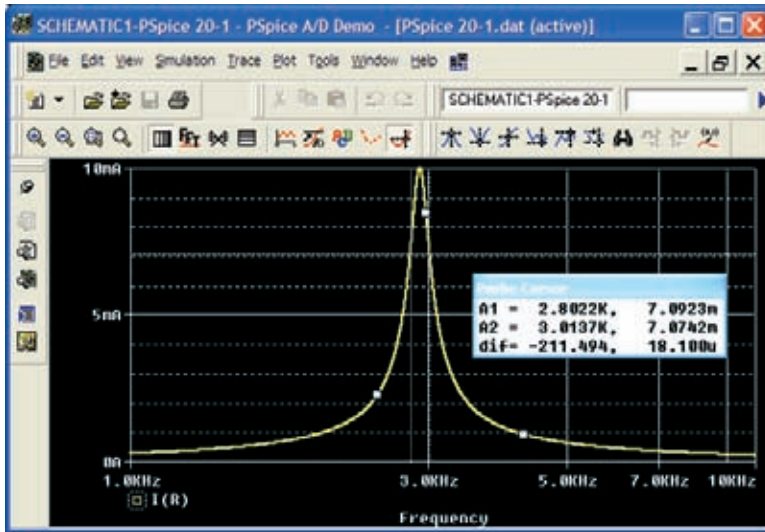 SCHEMATIC1-PSpice 20-1 - PSpice A/D Demo - [PSpice 20-1.dat (active)]
File Edit View Simulation Trace Plot Tools Window Help
SCHEMATIC1-PSpice 20-1
FFT
10mA
Probe Cursor
A1 = 2.8022K, 7.0923m
A2 = 3.0137K, 7.0742m
dif= -211.494, 18.100u
5mA
0A
1.0KHz 3.0KHz 5.0KHz 7.0KHz 10KHz
I(R)
Frequency